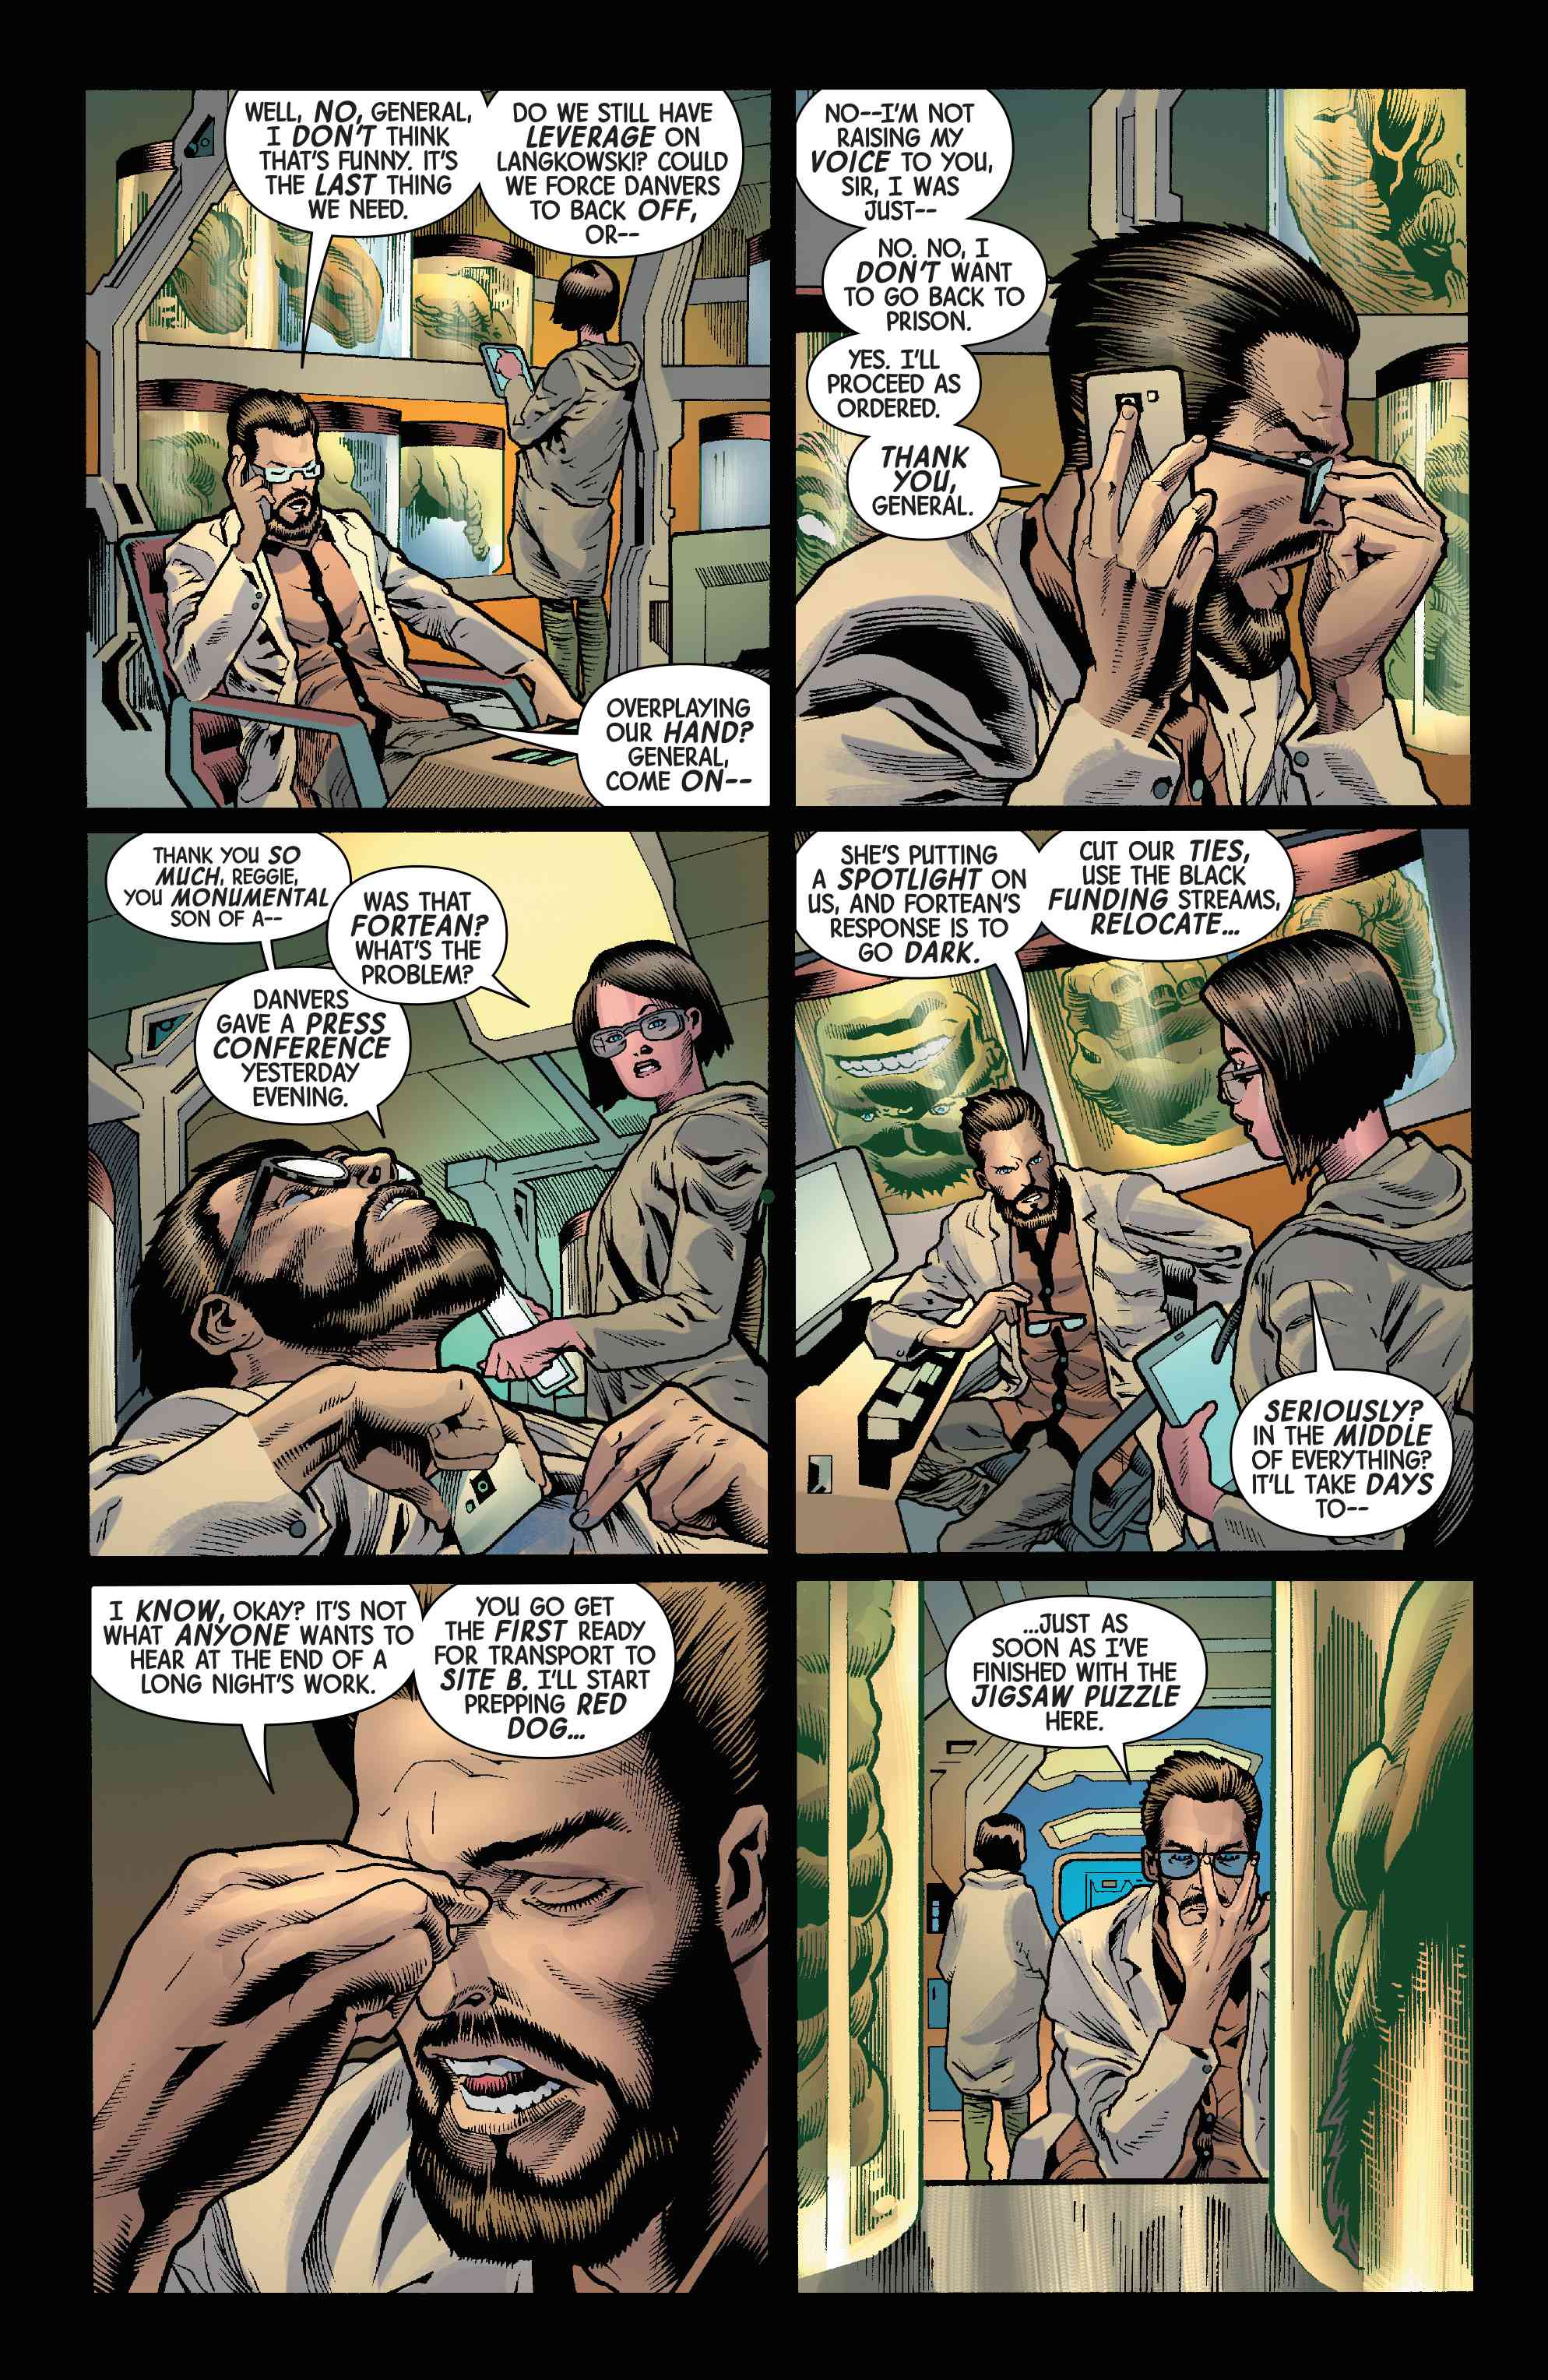 WELL, NO, GENERAL,
I DON'T THINK
THAT'S FUNNY. IT'S
THE LAST THING
WE NEED.
DO WE STILL HAVE
LEVERAGE ON
LANGKOWSKI? COULD
WE FORCE DANVERS
TO BACK OFF,
OR--
OVERPLAYING
OUR HAND?
GENERAL,
COME ON--
NO--I'M NOT
RAISING MY
VOICE TO YOU,
SIR, I WAS
JUST--
NO. NO, I
DON'T WANT
TO GO BACK TO
PRISON.
YES. I'LL
PROCEED AS
ORDERED.
THANK
YOU,
GENERAL.
THANK YOU SO
MUCH, REGGIE,
YOU MONUMENTAL
SON OF A--
WAS THAT
FORTEAN?
WHAT'S THE
PROBLEM?
DANVERS
GAVE A PRESS
CONFERENCE
YESTERDAY
EVENING.
SHE'S PUTTING
A SPOTLIGHT ON
US, AND FORTEAN'S
RESPONSE IS TO
GO DARK.
CUT OUR TIES,
USE THE BLACK
FUNDING STREAMS,
RELOCATE...
SERIOUSLY?
IN THE MIDDLE
OF EVERYTHING?
IT'LL TAKE DAYS
TO--
I KNOW, OKAY? IT'S NOT
WHAT ANYONE WANTS TO
HEAR AT THE END OF A
LONG NIGHT'S WORK.
YOU GO GET
THE FIRST READY
FOR TRANSPORT TO
SITE B. I'LL START
PREPPING RED
DOG...
...JUST AS
SOON AS I'VE
FINISHED WITH THE
JIGSAW PUZZLE
HERE.